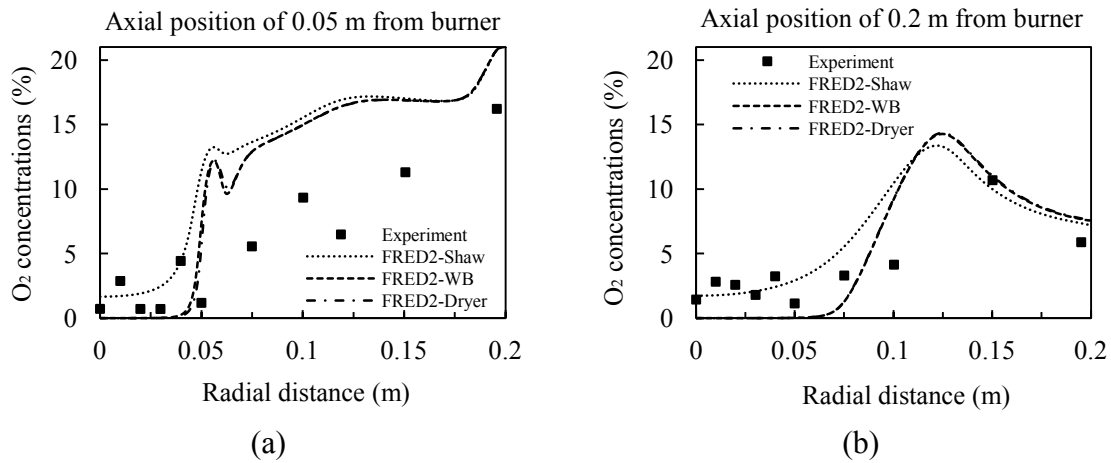 Axial position of 0.05 m from burner
O2 concentrations (%)
20
15
10
5
0
Experiment
FRED2-Shaw
FRED2-WB
FRED2-Dryer
0 0.05 0.1 0.15 0.2
Radial distance (m)
(a)
Axial position of 0.2 m from burner
O2 concentrations (%)
20
15
10
5
0
Experiment
FRED2-Shaw
FRED2-WB
FRED2-Dryer
0 0.05 0.1 0.15 0.2
Radial distance (m)
(b)